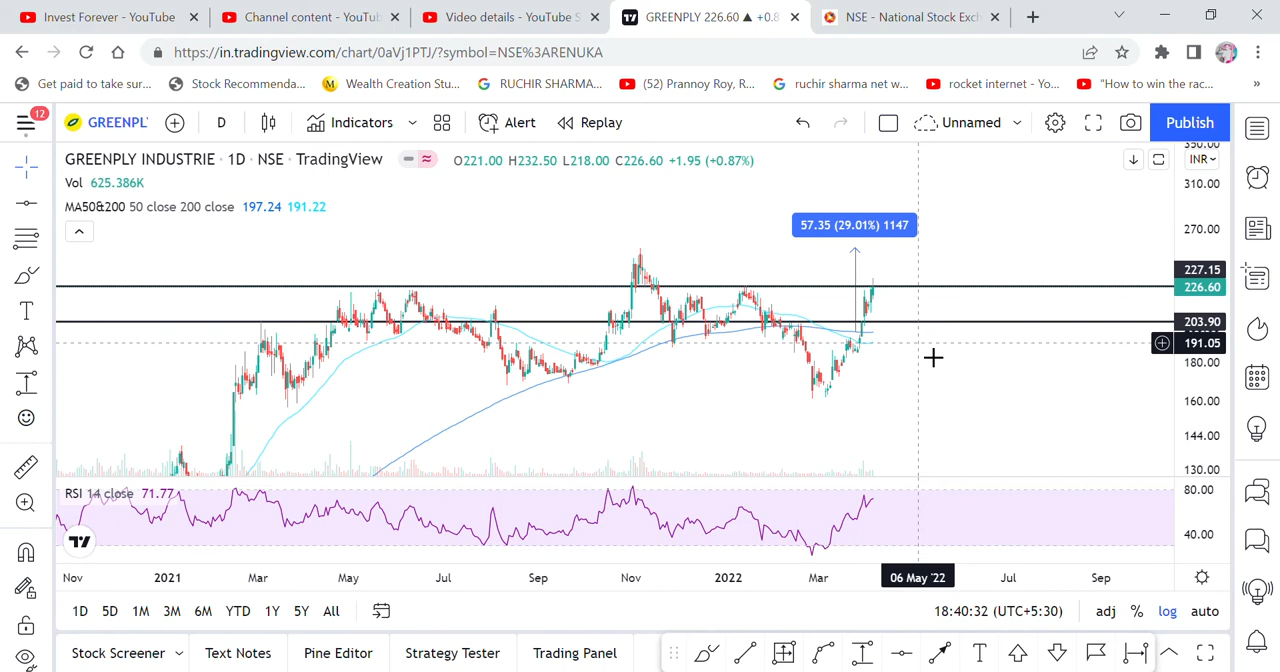 Invest Forever - YouTube
Channel content - YouTub
Video details - YouTube S
GREENPLY 226.60 ▲ +0.8
NSE - National Stock Exch
https://in.tradingview.com/chart/0aVj1PTJ/?symbol=NSE%3ARENUKA
Get paid to take sur...
Stock Recommenda...
Wealth Creation Stu...
RUCHIR SHARMA...
(52) Prannoy Roy, R...
ruchir sharma net w...
rocket internet - Yo...
"How to win the rac...
»
12
GREENPL
D
Indicators
Alert
Replay
Unnamed
Publish
GREENPLY INDUSTRIE · 1D · NSE · TradingView
O221.00 H232.50 L218.00 C226.60 +1.95 (+0.87%)
INR
Vol 625.386K
MA50&200 50 close 200 close 197.24 191.22
57.35 (29.01%) 1147
310.00
270.00
227.15
226.60
203.90
191.05
180.00
160.00
144.00
130.00
RSI 14 close 71.77
80.00
40.00
Nov 2021 Mar May Jul Sep Nov 2022 Mar 06 May '22 Jul Sep
1D 5D 1M 3M 6M YTD 1Y 5Y All
18:40:32 (UTC+5:30) adj % log auto
Stock Screener Text Notes Pine Editor Strategy Tester Trading Panel